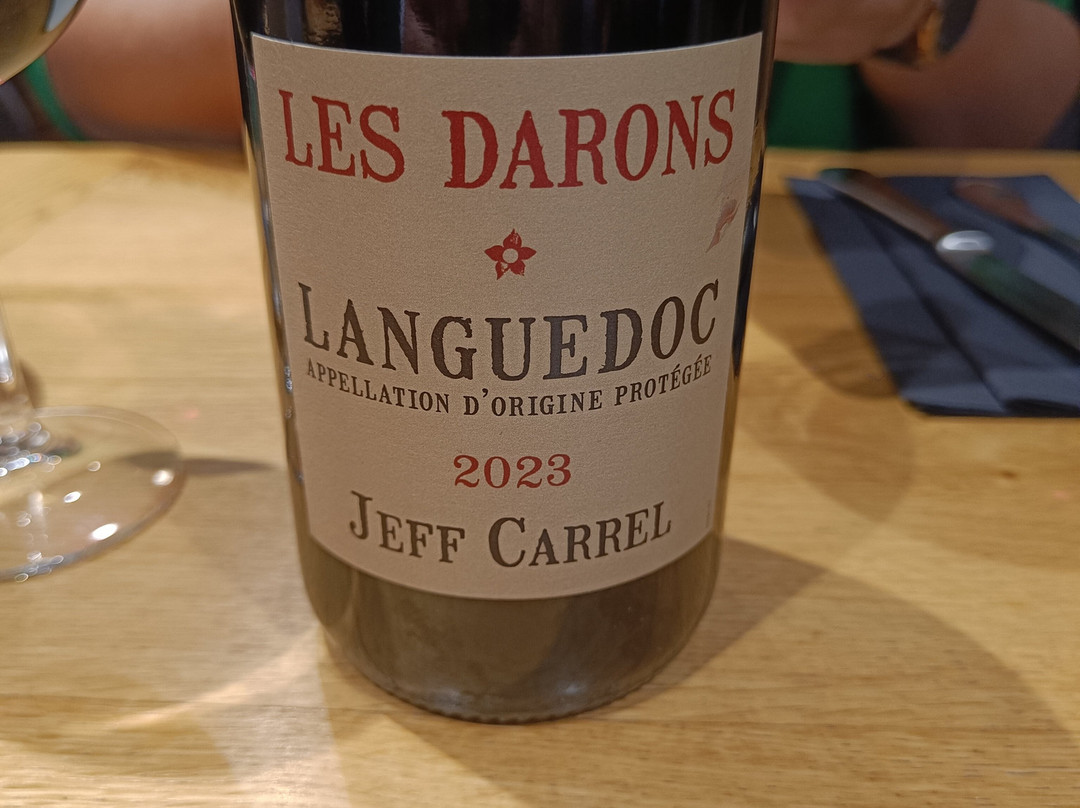 LES DARONS
LANGUEDOC
APPELLATION D'ORIGINE PROTÉGÉE
2023
JEFF CARREL